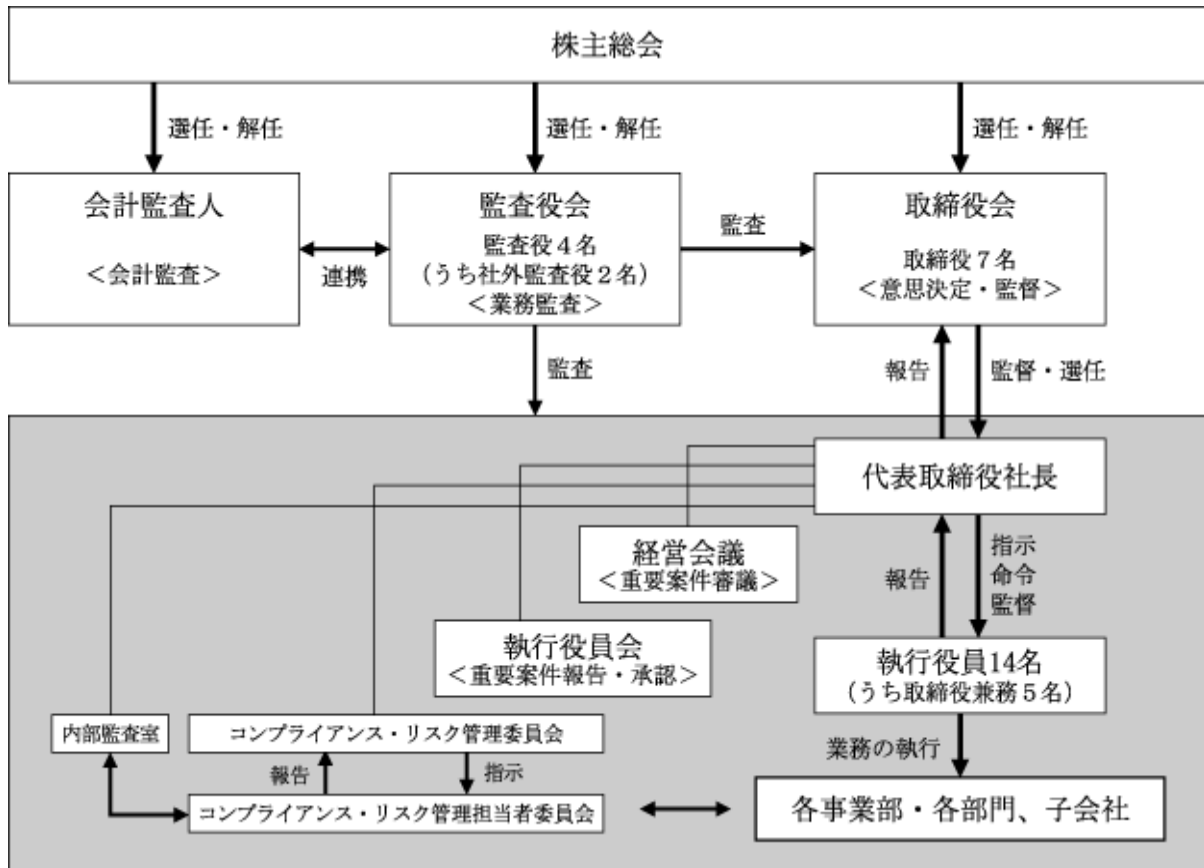 株主総会
選任・解任
選任・解任
選任・解任
会計監査人
＜会計監査＞
連携
監査役会
監査役４名
（うち社外監査役２名）
＜業務監査＞
監査
取締役会
取締役７名
＜意思決定・監督＞
監査
報告
監督・選任
代表取締役社長
経営会議
＜重要案件審議＞
報告
指示
命令
監督
執行役員会
＜重要案件報告・承認＞
執行役員14名
（うち取締役兼務５名）
内部監査室
コンプライアンス・リスク管理委員会
業務の執行
報告
指示
コンプライアンス・リスク管理担当者委員会
各事業部・各部門、子会社